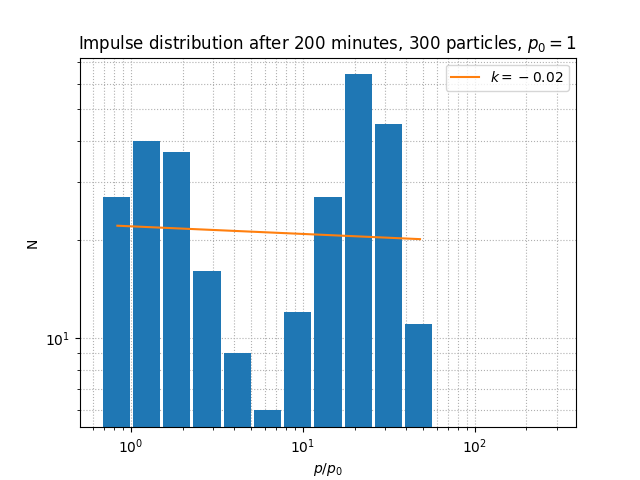 Impulse distribution after 200 minutes, 300 particles, $p_0 = 1$
$k = -0.02$
N
$10^1$
$10^0$ $10^1$ $10^2$
$p/p_0$